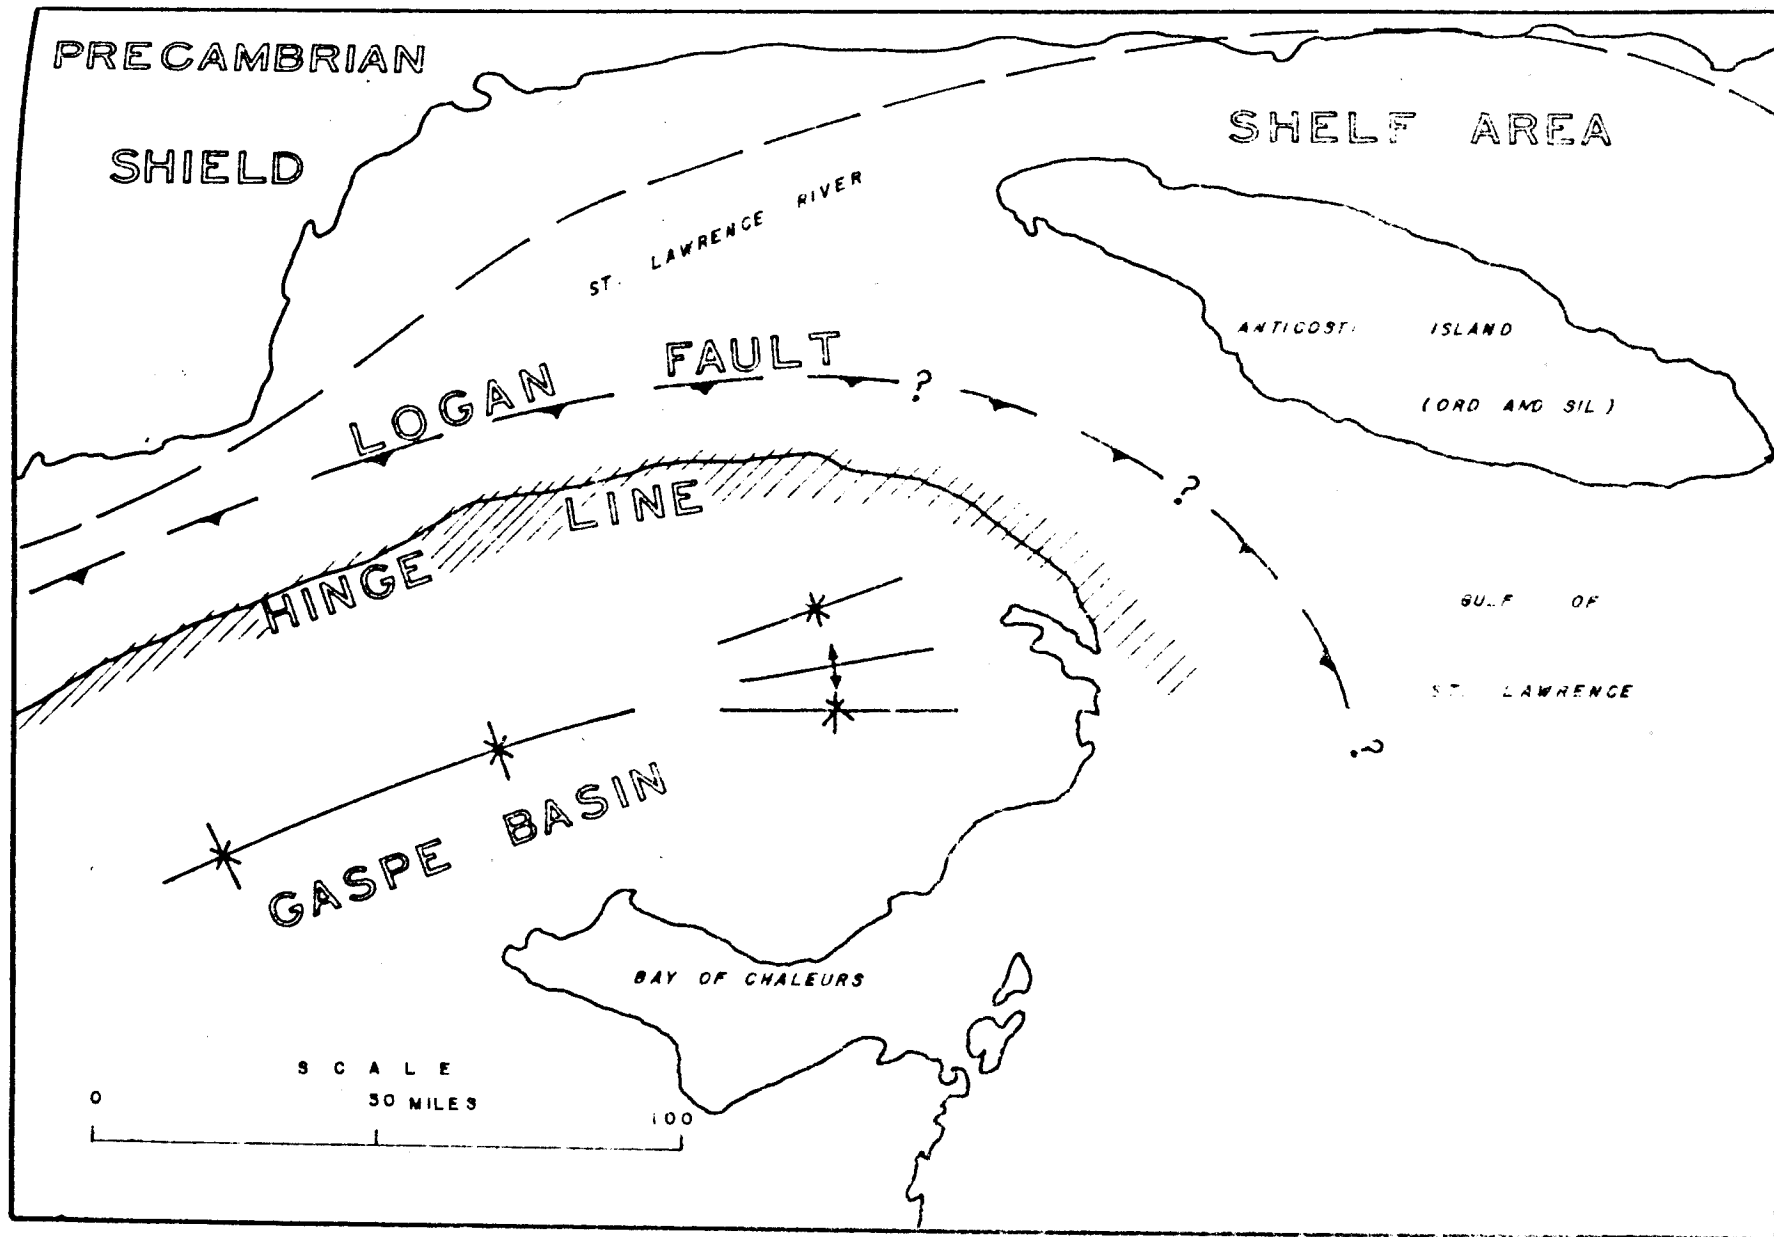 PRECAMBRIAN
SHIELD
SHELF AREA
ST. LAWRENCE RIVER
ANTICOSTI ISLAND
(ORD AND SIL)
LOGAN FAULT
?
?
?
HINGE LINE
GULF OF
ST. LAWRENCE
GASPE BASIN
BAY OF CHALEURS
SCALE
0 50 MILES 100